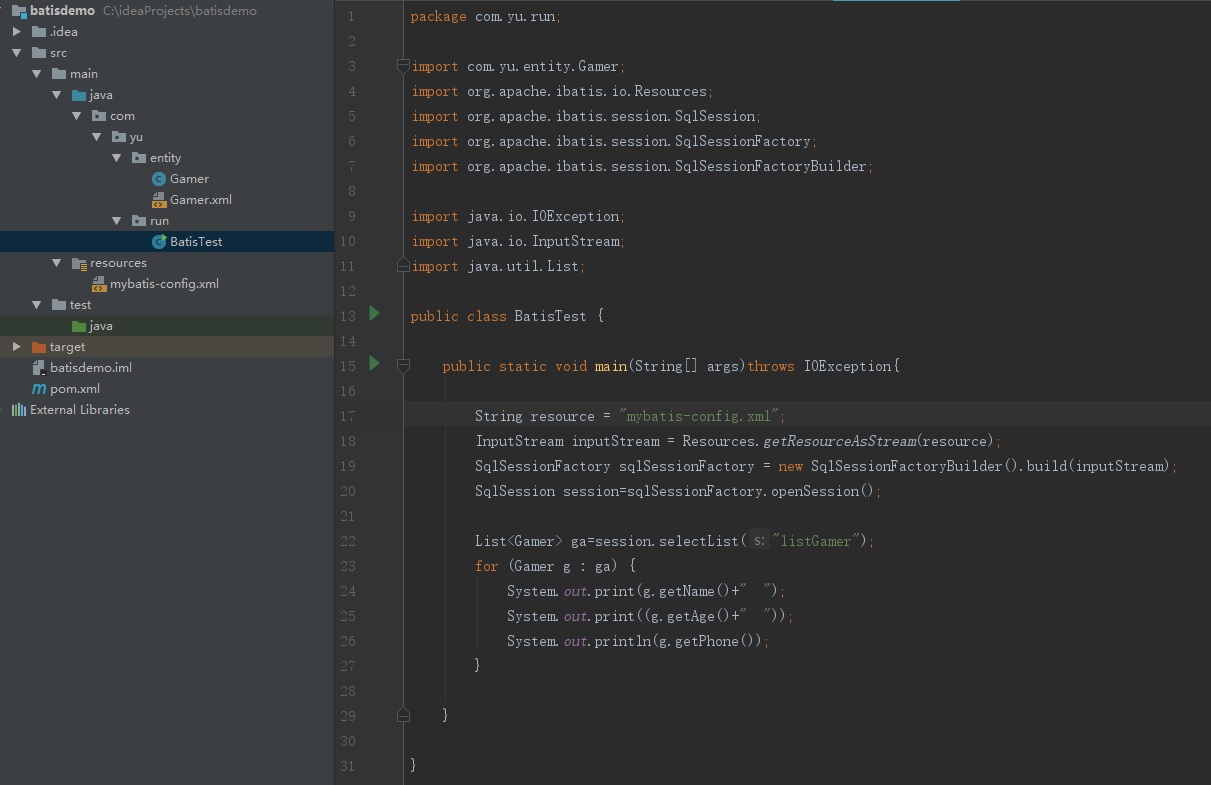 batisdemo C:\ideaProjects\batisdemo
.idea
src
main
java
com
yu
entity
Gamer
Gamer.xml
run
BatisTest
resources
mybatis-config.xml
test
java
target
batisdemo.iml
pom.xml
External Libraries
1 package com.yu.run;
2
3 import com.yu.entity.Gamer;
4 import org.apache.ibatis.io.Resources;
5 import org.apache.ibatis.session.SqlSession;
6 import org.apache.ibatis.session.SqlSessionFactory;
7 import org.apache.ibatis.session.SqlSessionFactoryBuilder;
8
9 import java.io.IOException;
10 import java.io.InputStream;
11 import java.util.List;
12
13 public class BatisTest {
14
15 public static void main(String[] args)throws IOException{
16
17 String resource = "mybatis-config.xml";
18 InputStream inputStream = Resources.getResourceAsStream(resource);
19 SqlSessionFactory sqlSessionFactory = new SqlSessionFactoryBuilder().build(inputStream);
20 SqlSession session=sqlSessionFactory.openSession();
21
22 List<Gamer> ga=session.selectList( s: "listGamer");
23 for (Gamer g : ga) {
24 System.out.print(g.getName()+"  ");
25 System.out.print((g.getAge()+"  "));
26 System.out.println(g.getPhone());
27 }
28
29 }
30
31 }